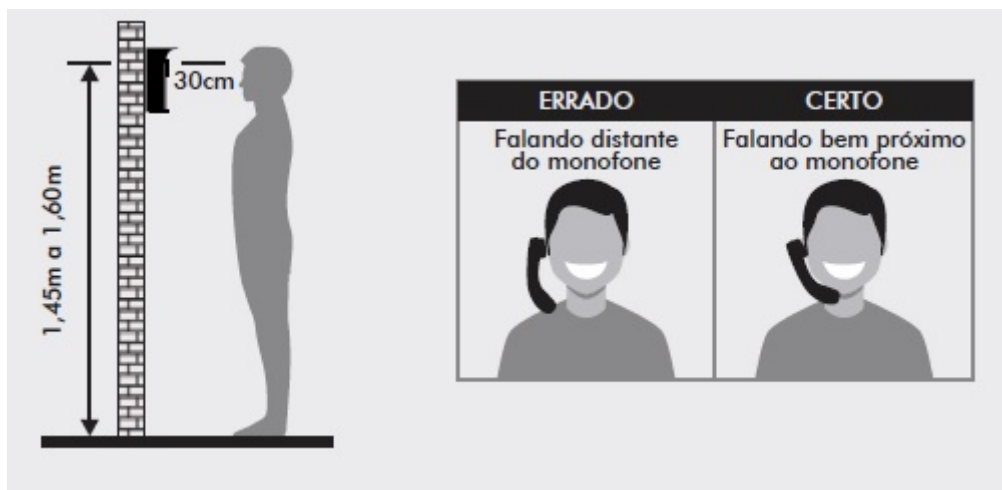 30cm
1,45m a 1,60m
ERRADO
Falando distante
do monofone
CERTO
Falando bem próximo
ao monofone